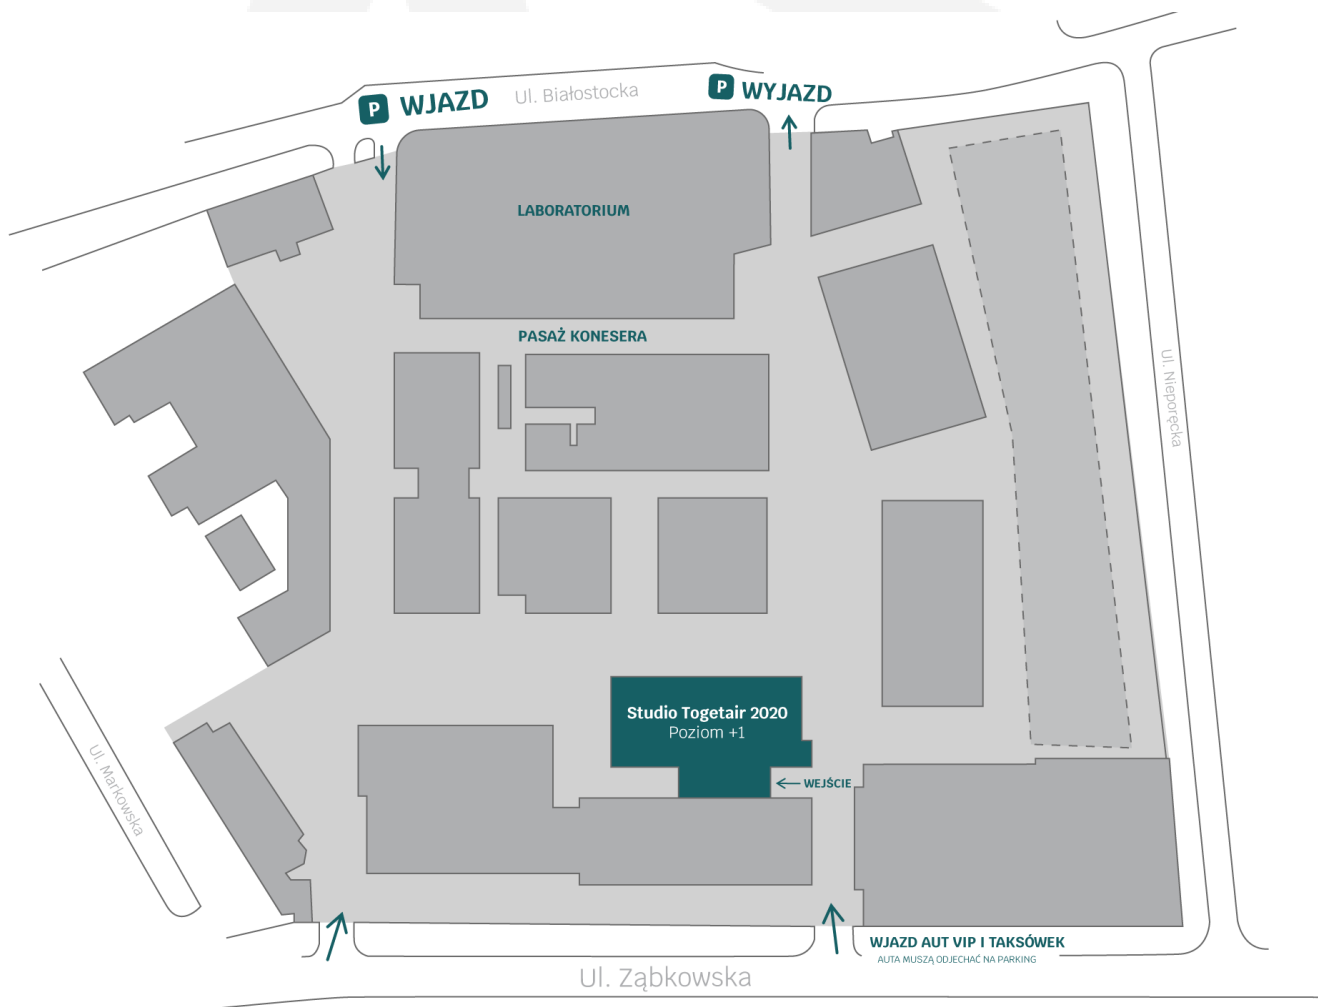 P WJAZD
Ul. Białostocka
P WYJAZD
LABORATORIUM
PASAŻ KONESERA
Ul. Nieporęcka
Studio Togetair 2020
Poziom +1
WEJŚCIE
Ul. Markowska
WJAZD AUT VIP I TAKSÓWEK
AUTA MUSZĄ ODJECHAĆ NA PARKING
Ul. Ząbkowska